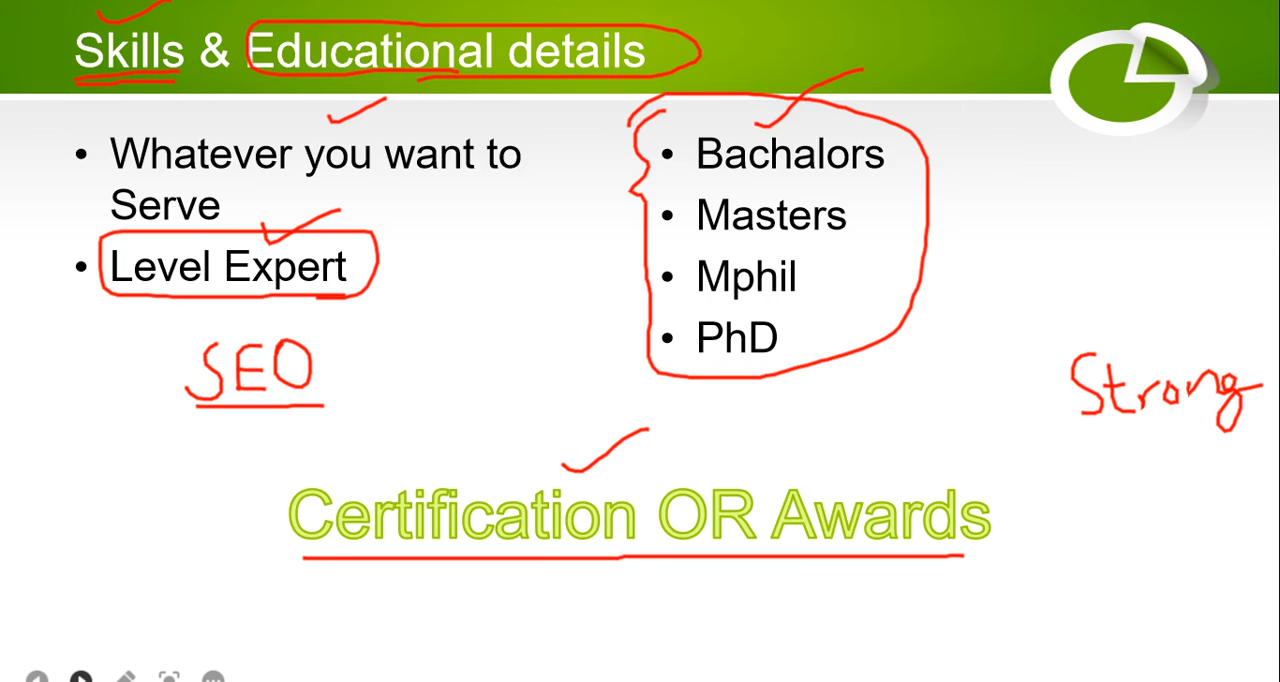 Skills & Educational details
• Whatever you want to
Serve
• Level Expert
SEO
• Bachalors
• Masters
• Mphil
• PhD
Strong
Certification OR Awards